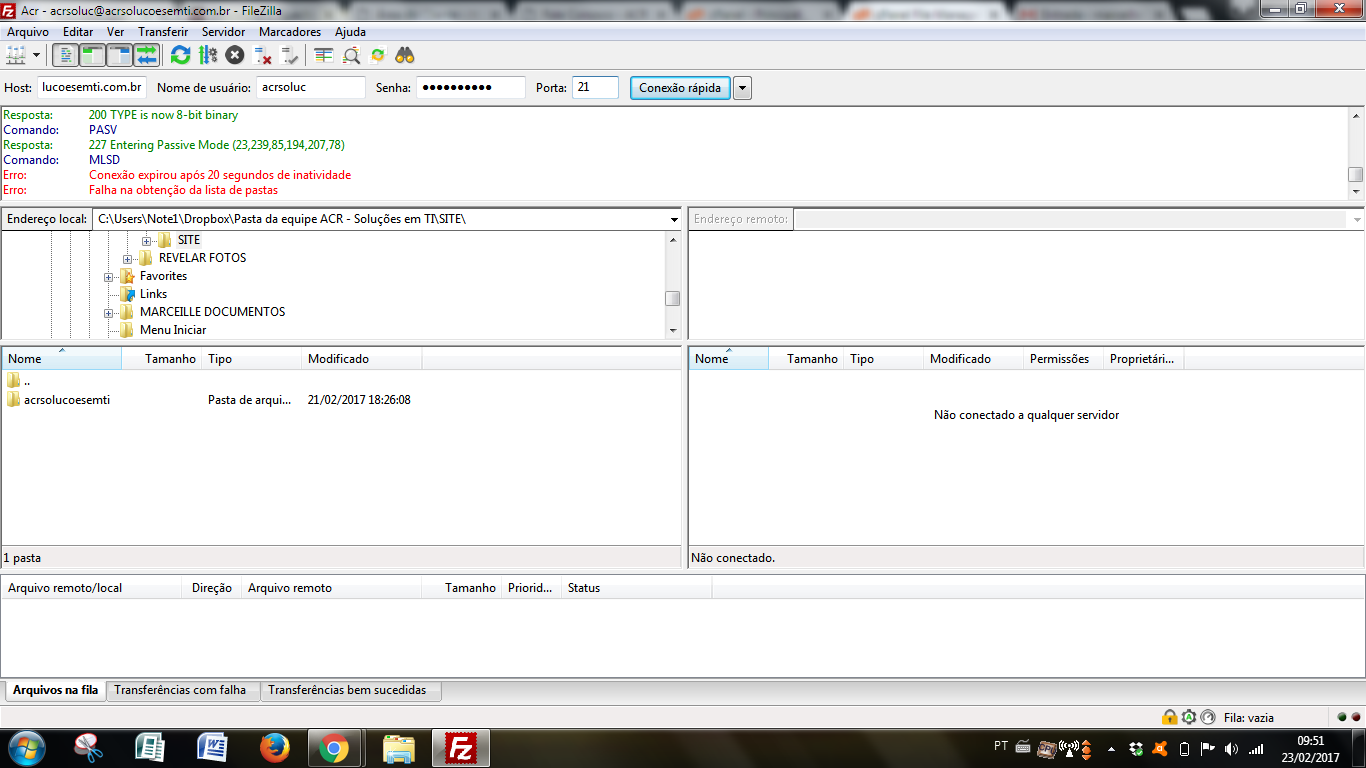 Acr - acrsoluc@acrsolucoesemti.com.br - FileZilla
Arquivo Editar Ver Transferir Servidor Marcadores Ajuda
Host: lucoesemti.com.br Nome de usuário: acrsoluc Senha: ●●●●●●●●●● Porta: 21 Conexão rápida
Resposta: 200 TYPE is now 8-bit binary
Comando: PASV
Resposta: 227 Entering Passive Mode (23,239,85,194,207,78)
Comando: MLSD
Erro: Conexão expirou após 20 segundos de inatividade
Erro: Falha na obtenção da lista de pastas
Endereço local: C:\Users\Note1\Dropbox\Pasta da equipe ACR - Soluções em TI\SITE\
Endereço remoto:
SITE
REVELAR FOTOS
Favorites
Links
MARCEILLE DOCUMENTOS
Menu Iniciar
Nome Tamanho Tipo Modificado
..
acrsolucoesemti Pasta de arqui... 21/02/2017 18:26:08
1 pasta
Nome Tamanho Tipo Modificado Permissões Proprietári...
Não conectado a qualquer servidor
Não conectado.
Arquivo remoto/local Direção Arquivo remoto Tamanho Priorid... Status
Arquivos na fila Transferências com falha Transferências bem sucedidas
Fila: vazia
PT
09:51
23/02/2017